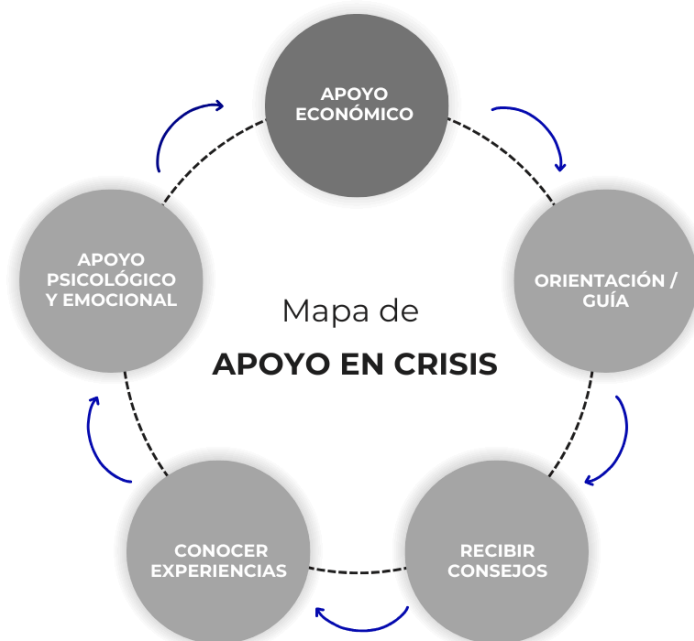 APOYO
ECONÓMICO
ORIENTACIÓN /
GUÍA
RECIBIR
CONSEJOS
CONOCER
EXPERIENCIAS
APOYO
PSICOLÓGICO
Y EMOCIONAL
Mapa de
APOYO EN CRISIS